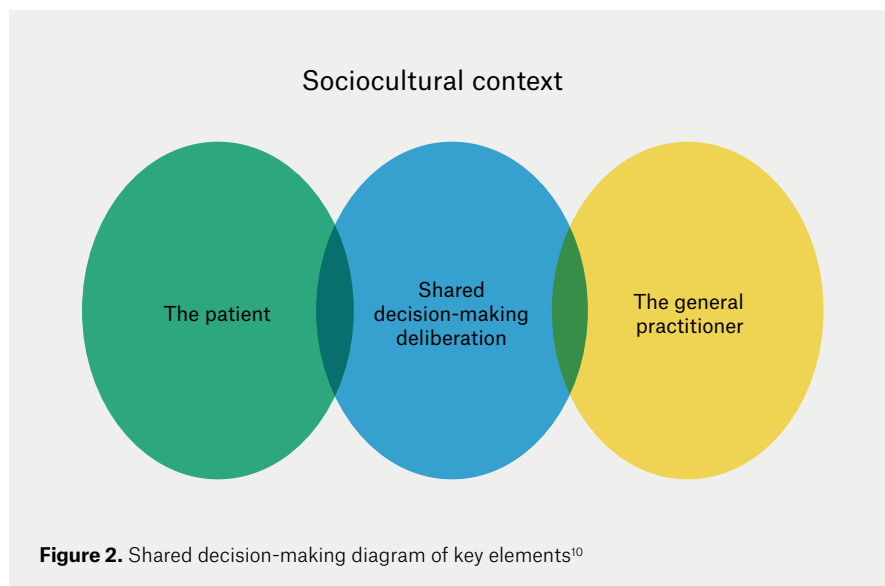 Sociocultural context
The patient
Shared
decision-making
deliberation
The general
practitioner
Figure 2. Shared decision-making diagram of key elements¹⁰